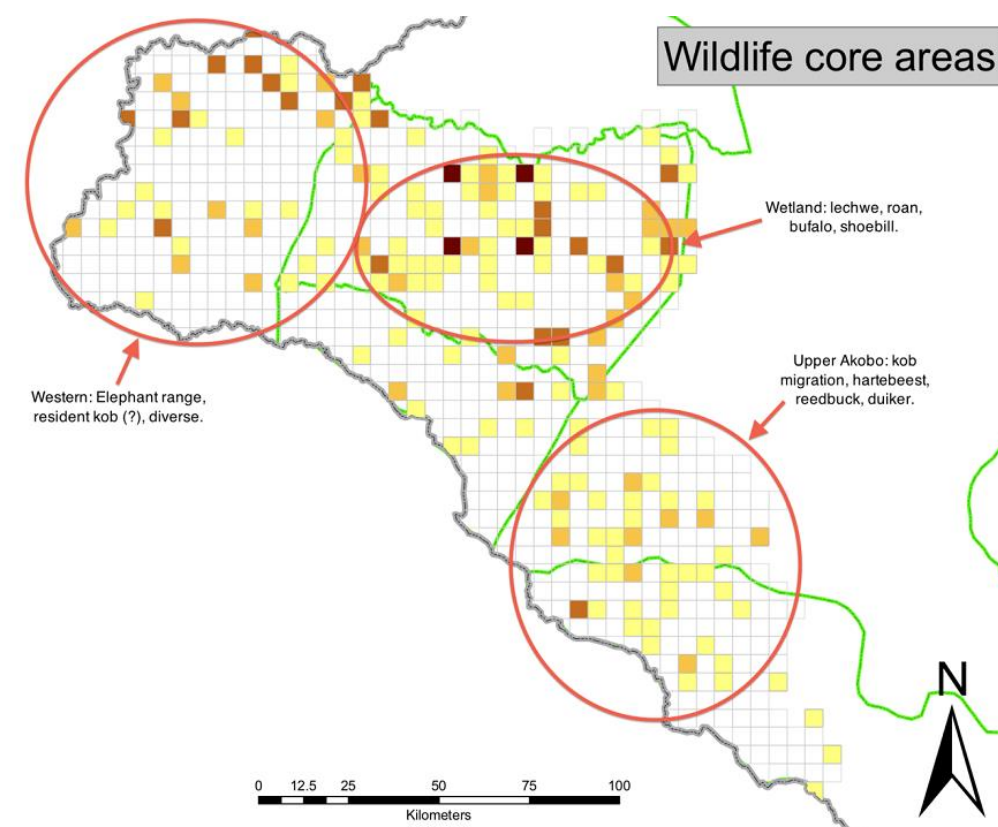 Wildlife core areas
Wetland: lechwe, roan,
bufalo, shoebill.
Upper Akobo: kob
migration, hartebeest,
reedbuck, duiker.
Western: Elephant range,
resident kob (?), diverse.
N
0 12.5 25 50 75 100
Kilometers